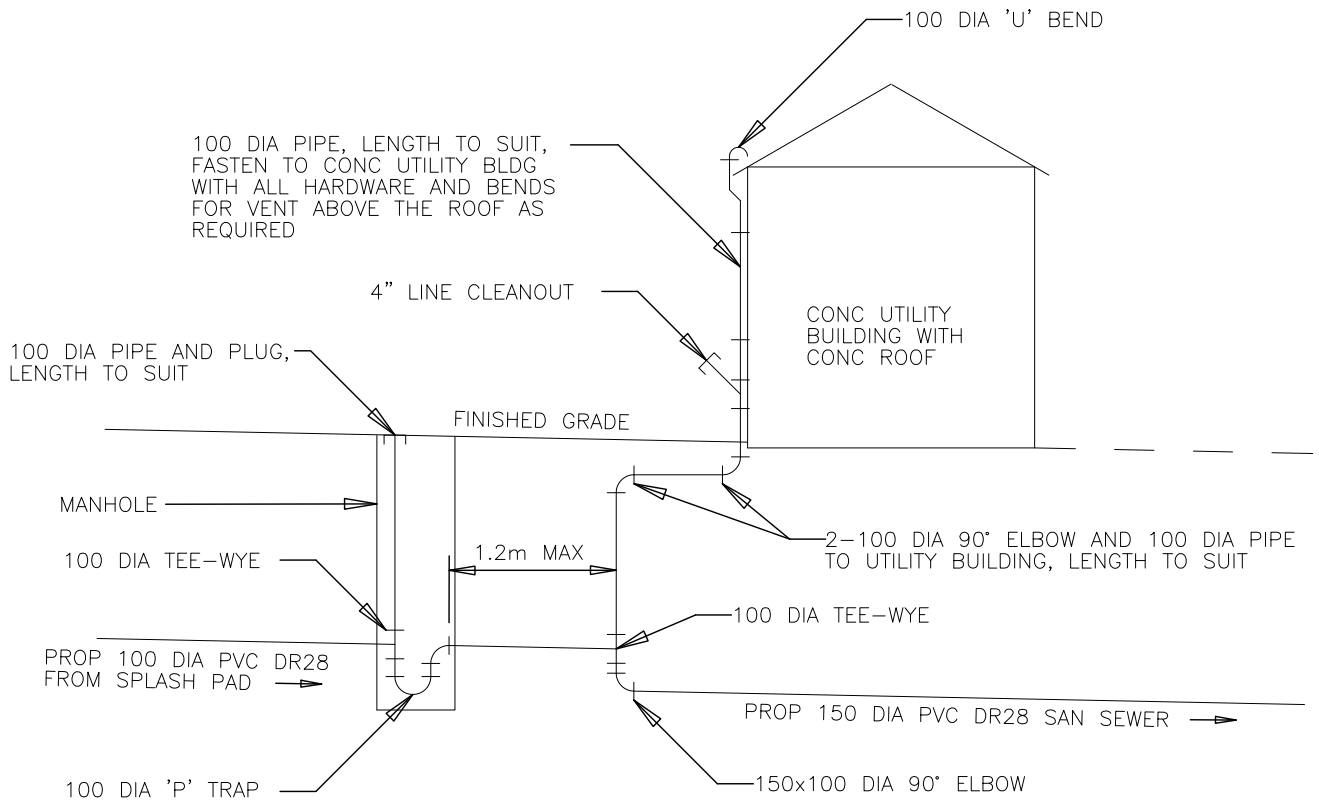 100 DIA 'U' BEND
100 DIA PIPE, LENGTH TO SUIT,
FASTEN TO CONC UTILITY BLDG
WITH ALL HARDWARE AND BENDS
FOR VENT ABOVE THE ROOF AS
REQUIRED
4" LINE CLEANOUT
CONC UTILITY
BUILDING WITH
CONC ROOF
100 DIA PIPE AND PLUG,
LENGTH TO SUIT
FINISHED GRADE
MANHOLE
2-100 DIA 90° ELBOW AND 100 DIA PIPE
TO UTILITY BUILDING, LENGTH TO SUIT
1.2m MAX
100 DIA TEE-WYE
100 DIA TEE-WYE
PROP 100 DIA PVC DR28
FROM SPLASH PAD
PROP 150 DIA PVC DR28 SAN SEWER
100 DIA 'P' TRAP
150x100 DIA 90° ELBOW